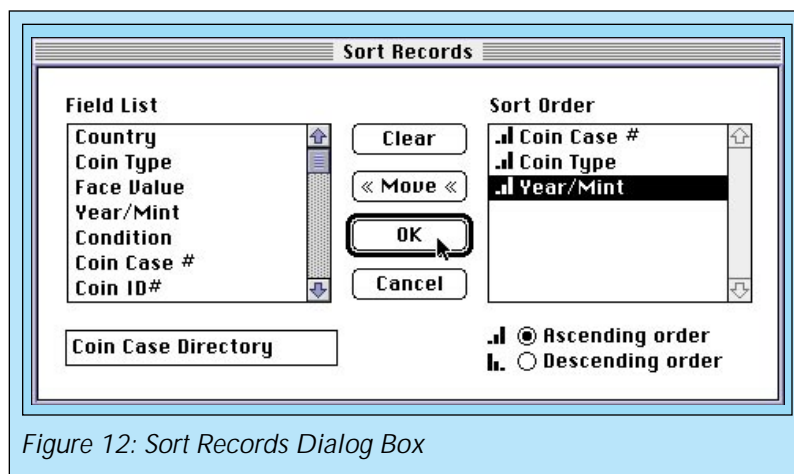 Sort Records
Field List
Country
Coin Type
Face Value
Year/Mint
Condition
Coin Case #
Coin ID#
Coin Case Directory
Clear
« Move «
OK
Cancel
Sort Order
Coin Case #
Coin Type
Year/Mint
Ascending order
Descending order
Figure 12: Sort Records Dialog Box